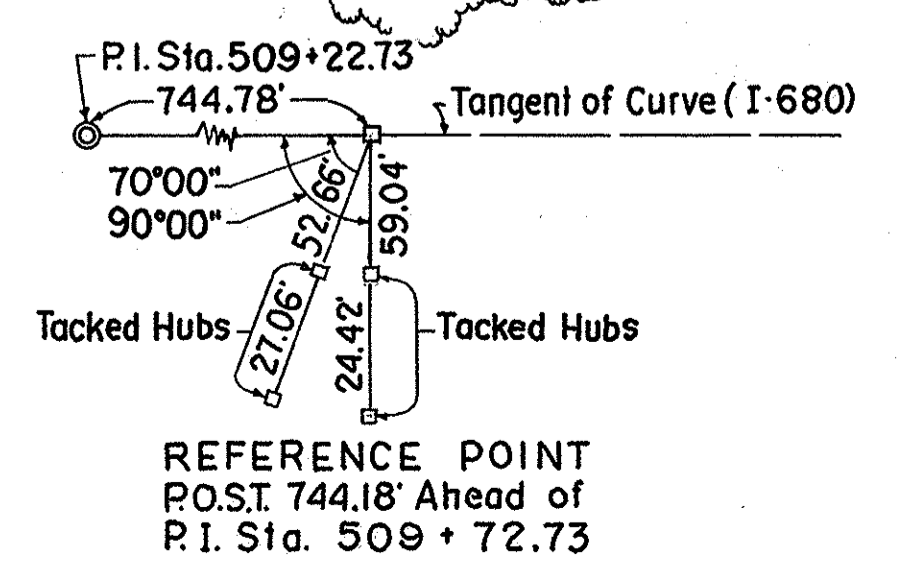 P.I.Sta.509+22.73
744.78'
Tangent of Curve ( I-680)
70°00"
90°00"
52.66'
59.04'
Tacked Hubs
27.06'
24.42'
Tacked Hubs
REFERENCE POINT
P.O.S.T. 744.18' Ahead of
P.I. Sta. 509 + 72.73